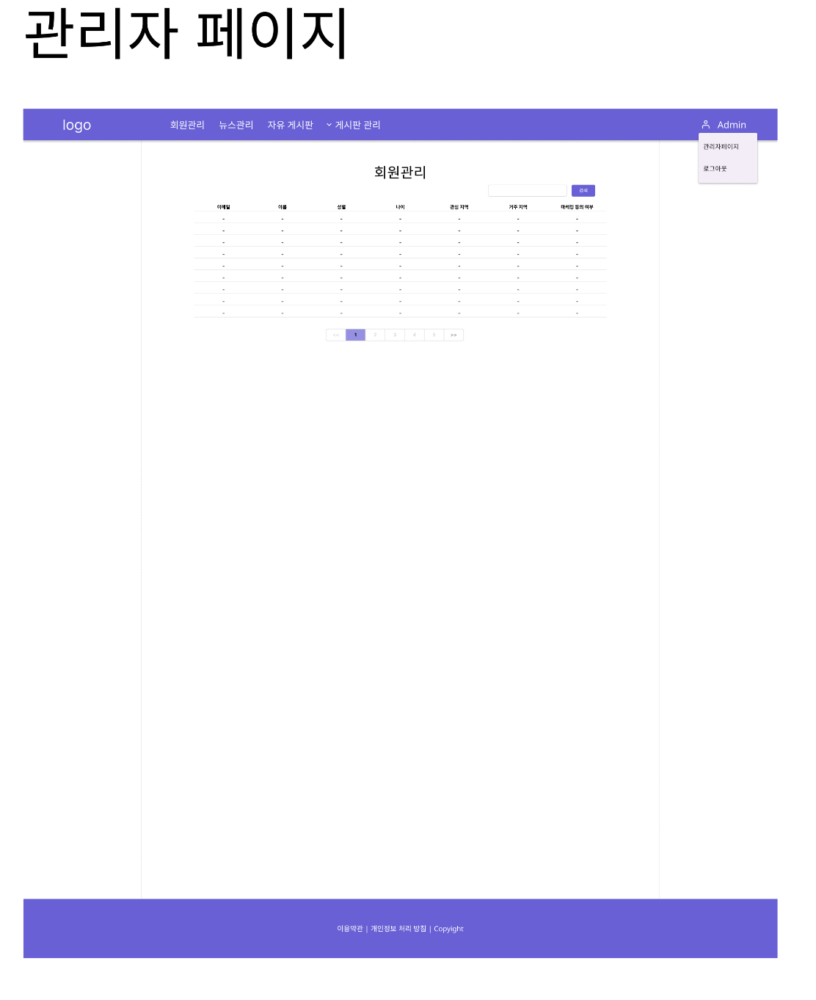 관리자 페이지
logo 회원관리 뉴스관리 자유 게시판 게시판 관리 Admin
관리자페이지
로그아웃
회원관리
검색
이메일 이름 성별 나이 관심 지역 거주 지역 마케팅 동의 여부
- - - - - - -
- - - - - - -
- - - - - - -
- - - - - - -
- - - - - - -
- - - - - - -
- - - - - - -
- - - - - - -
- - - - - - -
<< 1 2 3 4 5 >>
이용약관 | 개인정보 처리 방침 | Copyight